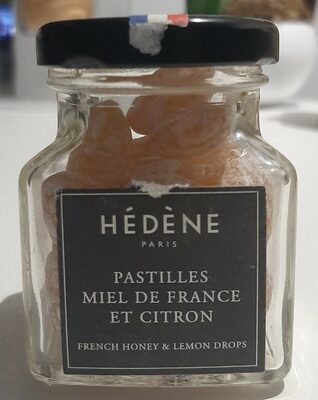 HÉDÈNE
PARIS
PASTILLES
MIEL DE FRANCE
ET CITRON
FRENCH HONEY & LEMON DROPS